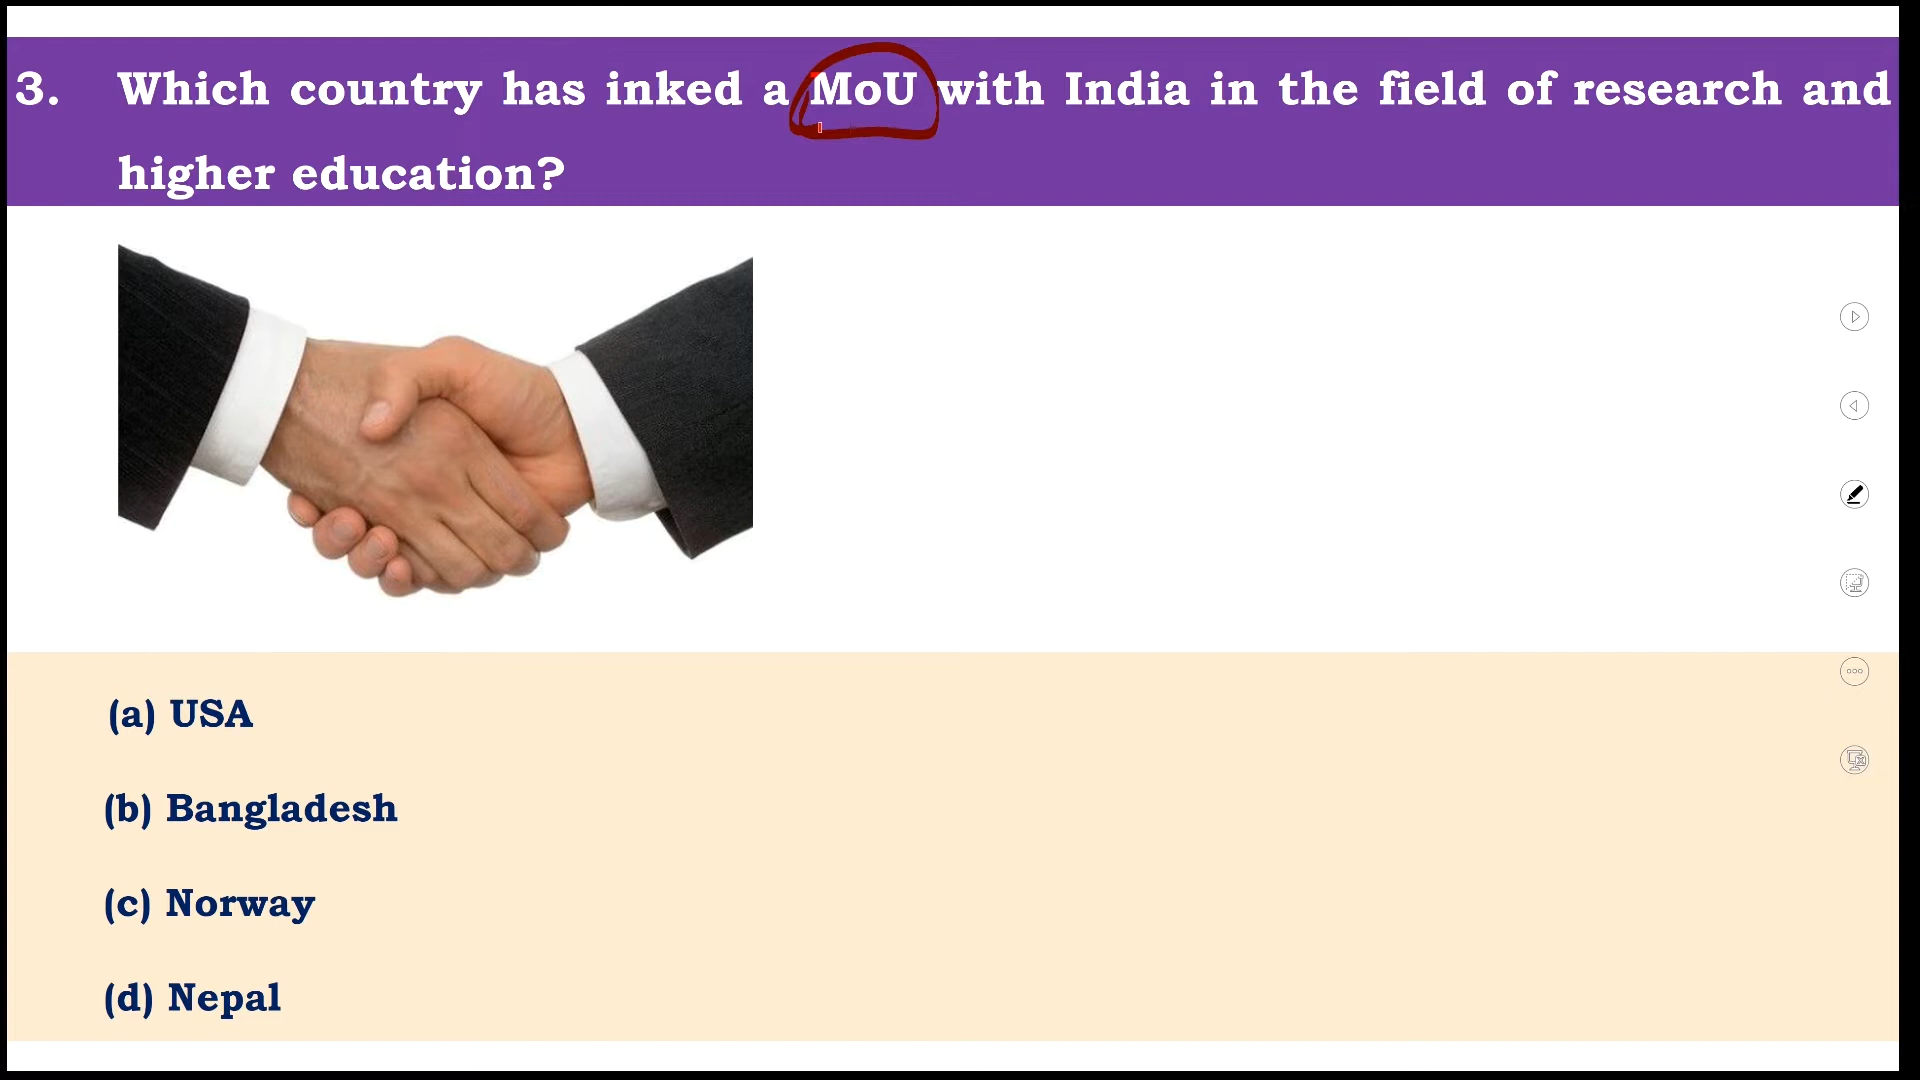 3. Which country has inked a MoU with India in the field of research and
higher education?
(a) USA
(b) Bangladesh
(c) Norway
(d) Nepal